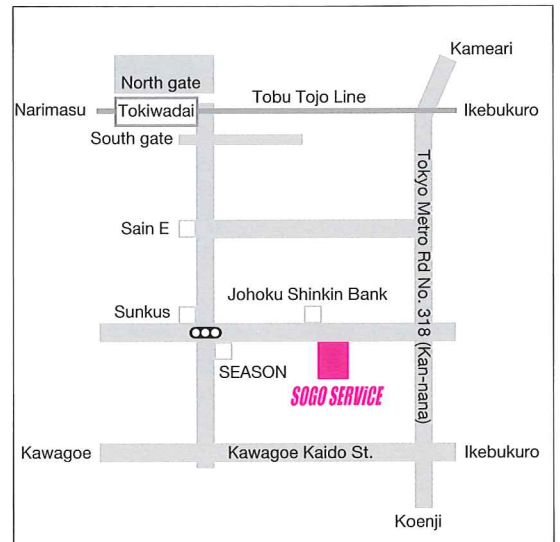 Kameari
North gate
Tobu Tojo Line
Narimasu
Tokiwadai
Ikebukuro
South gate
Tokyo Metro Rd No. 318 (Kan-nana)
Sain E
Johoku Shinkin Bank
Sunkus
SEASON
SOGO SERViCE
Kawagoe
Kawagoe Kaido St.
Ikebukuro
Koenji